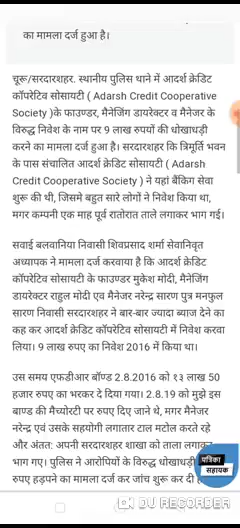 का मामला दर्ज हुआ है।
चूरू/सरदारशहर. स्थानीय पुलिस थाने में आदर्श क्रेडिट
कॉपरेटिव सोसायटी ( Adarsh Credit Cooperative
Society )के फाउण्डर, मैनेजिंग डायरेक्टर व मैनेजर के
विरुद्ध निवेश के नाम पर 9 लाख रुपयों की धोखाधड़ी
करने का मामला दर्ज हुआ है। सरदारशहर कि त्रिमूर्ति भवन
के पास संचालित आदर्श क्रेडिट सोसायटी ( Adarsh
Credit Cooperative Society ) ने यहां बैंकिग सेवा
शुरू की थी, जिसमे बहुत सारे लोगों ने निवेश किया था,
मगर कम्पनी एक माह पूर्व रातोरात ताले लगाकर भाग गई।
सवाई बलवानिया निवासी शिवप्रसाद शर्मा सेवानिवृत
अध्यापक ने मामला दर्ज करवाया है कि आदर्श क्रेडिट
कॉपरेटिव सोसायटी के फाउण्डर मुकेश मोदी, मैनेजिंग
डायरेक्टर राहुल मोदी एव मैनेजर नरेन्द्र सारण पुत्र मनफुल
सारण निवासी सरदारशहर ने बार-बार ज्यादा ब्याज देने का
कह कर आदर्श क्रेडिट कॉपरेटिव सोसायटी में निवेश करवा
लिया। 9 लाख रुपए का निवेश 2016 में किया था।
उस समय एफडीआर बॉण्ड 2.8.2016 को १३ लाख 50
हजार रुपए का भरकर दे दिया गया। 2.8.19 को मुझे इस
बाण्ड की मैच्योरटी पर रुपए दिए जाने थे, मगर मैनेजर
नरेन्द्र एवं उसके सहयोगी लगातार टाल मटोल करते रहे
और अंतत: अपनी सरदारशहर शाखा को ताला लगाकर
भाग गए। पुलिस ने आरोपियों के विरुद्ध धोखाधड़ी
रुपए हड़पने का मामला दर्ज कर जांच शुरू कर दी है
पत्रिका
सहायक
DU RECORDER